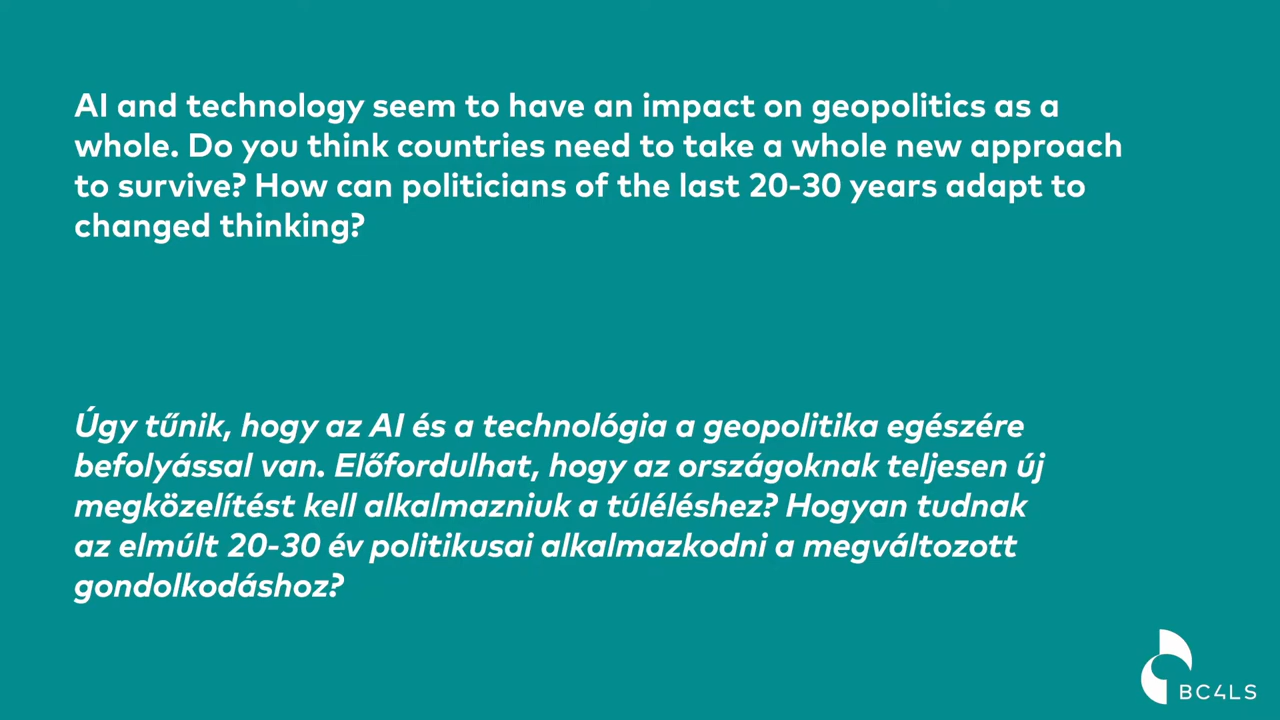 AI and technology seem to have an impact on geopolitics as a
whole. Do you think countries need to take a whole new approach
to survive? How can politicians of the last 20-30 years adapt to
changed thinking?
Úgy tűnik, hogy az AI és a technológia a geopolitika egészére
befolyással van. Előfordulhat, hogy az országoknak teljesen új
megközelítést kell alkalmazniuk a túléléshez? Hogyan tudnak
az elmúlt 20-30 év politikusai alkalmazkodni a megváltozott
gondolkodáshoz?
BC4LS